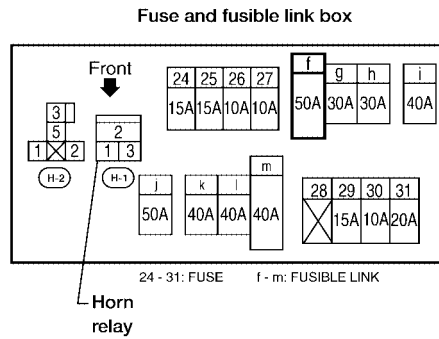 Fuse and fusible link box
Front
3
5
1 2
H-2
2
1 3
H-1
24 25 26 27
15A 15A 10A 10A
f g h i
50A 30A 30A 40A
j k l m
50A 40A 40A 40A
28 29 30 31
15A 10A 20A
24 - 31: FUSE f - m: FUSIBLE LINK
Horn
relay